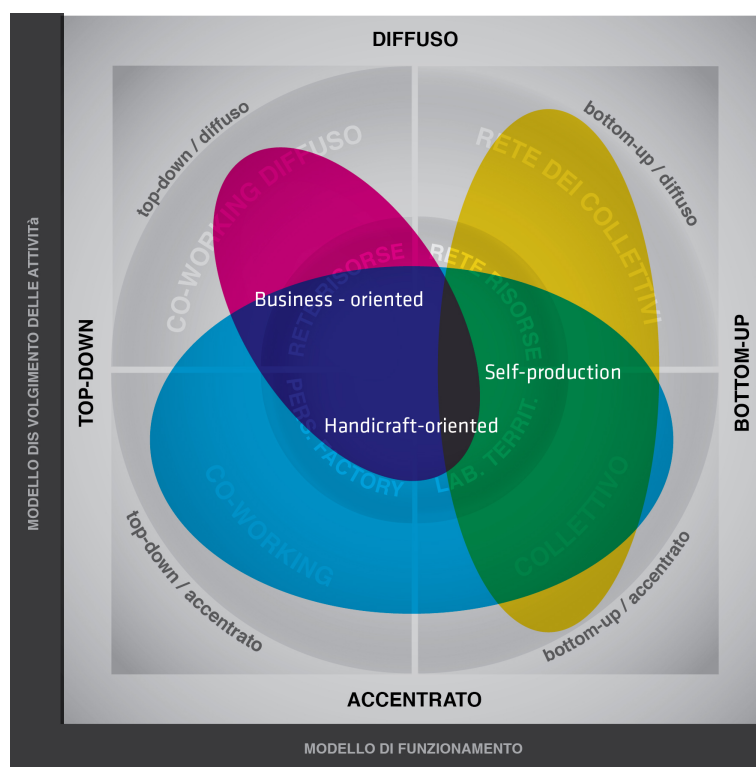 DIFFUSO
top-down / diffuso
bottom-up / diffuso
CO-WORKING DIFFUSO
RETE DEI COLLETTIVI
RETE RISORSE
RETE RISORSE
Business - oriented
MODELLO DIS VOLGIMENTO DELLE ATTIVITà
TOP-DOWN
BOTTOM-UP
Self-production
Handicraft-oriented
PERS. FACTORY
LAB. TERRIT.
CO-WORKING
COLLETTIVO
top-down / accentrato
bottom-up / accentrato
ACCENTRATO
MODELLO DI FUNZIONAMENTO